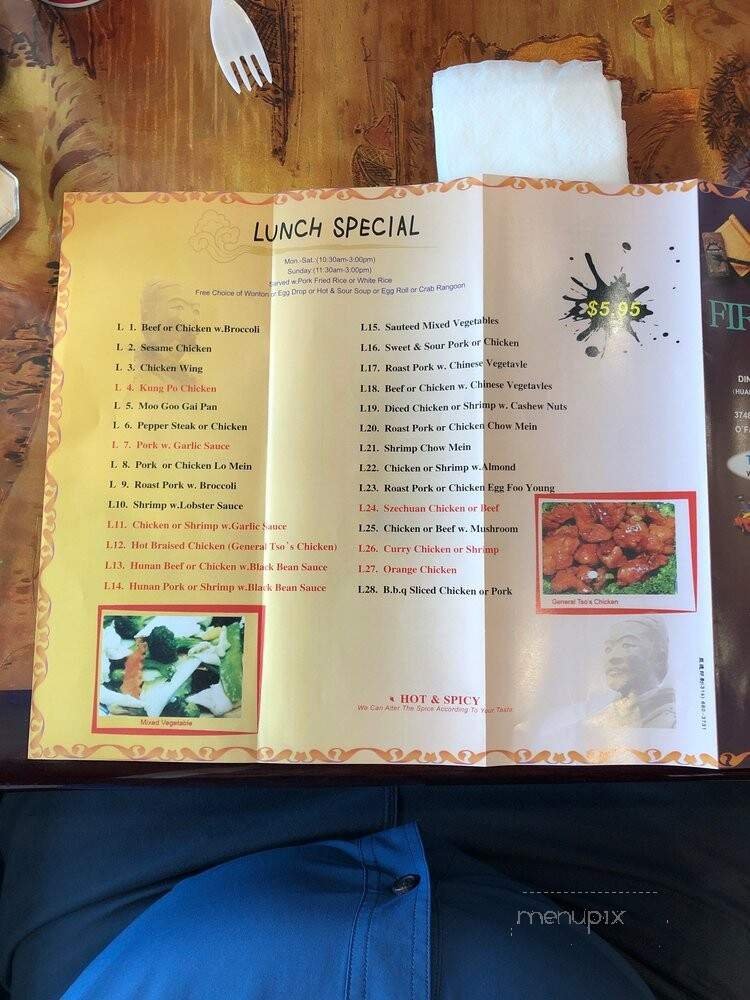 LUNCH SPECIAL
Mon.-Sat. (10:30am-3:00pm)
Sunday (11:30am-3:00pm)
Served w.Pork Fried Rice or White Rice
Free Choice of Wonton or Egg Drop or Hot & Sour Soup or Egg Roll or Crab Rangoon
$5.95
L 1. Beef or Chicken w.Broccoli
L 2. Sesame Chicken
L 3. Chicken Wing
L 4. Kung Po Chicken
L 5. Moo Goo Gai Pan
L 6. Pepper Steak or Chicken
L 7. Pork w. Garlic Sauce
L 8. Pork or Chicken Lo Mein
L 9. Roast Pork w. Broccoli
L10. Shrimp w.Lobster Sauce
L11. Chicken or Shrimp w.Garlic Sauce
L12. Hot Braised Chicken (General Tso's Chicken)
L13. Hunan Beef or Chicken w.Black Bean Sauce
L14. Hunan Pork or Shrimp w.Black Bean Sauce
Mixed Vegetable
L15. Sauteed Mixed Vegetables
L16. Sweet & Sour Pork or Chicken
L17. Roast Pork w. Chinese Vegetavle
L18. Beef or Chicken w. Chinese Vegetavles
L19. Diced Chicken or Shrimp w. Cashew Nuts
L20. Roast Pork or Chicken Chow Mein
L21. Shrimp Chow Mein
L22. Chicken or Shrimp w.Almond
L23. Roast Pork or Chicken Egg Foo Young
L24. Szechuan Chicken or Beef
L25. Chicken or Beef w. Mushroom
L26. Curry Chicken or Shrimp
L27. Orange Chicken
L28. B.b.q Sliced Chicken or Pork
General Tso's Chicken
HOT & SPICY
We Can Alter The Spice According To Your Taste.
(314) 680-3731
FIR
DIN
(HUA
3746
O'FA
menupix